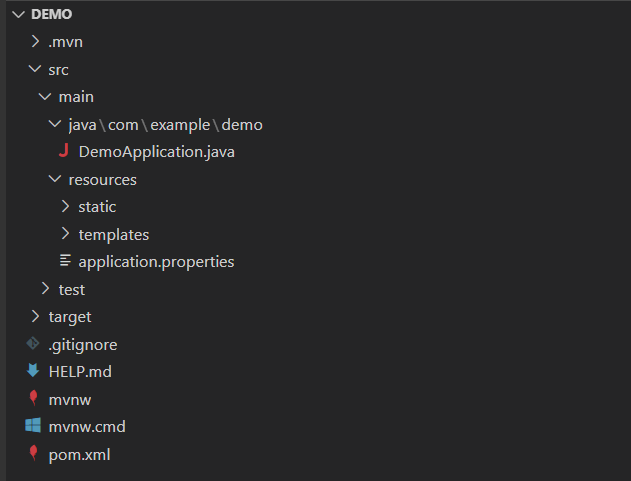 DEMO
.mvn
src
main
java\com\example\demo
DemoApplication.java
resources
static
templates
application.properties
test
target
.gitignore
HELP.md
mvnw
mvnw.cmd
pom.xml